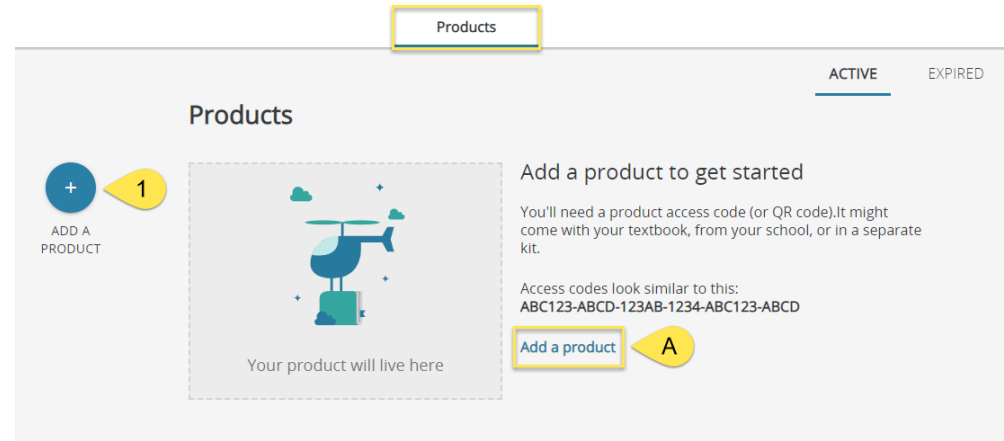 Products
ACTIVE
EXPIRED
Products
+
1
ADD A
PRODUCT
Your product will live here
Add a product to get started
You'll need a product access code (or QR code).It might
come with your textbook, from your school, or in a separate
kit.
Access codes look similar to this:
ABC123-ABCD-123AB-1234-ABC123-ABCD
Add a product
A